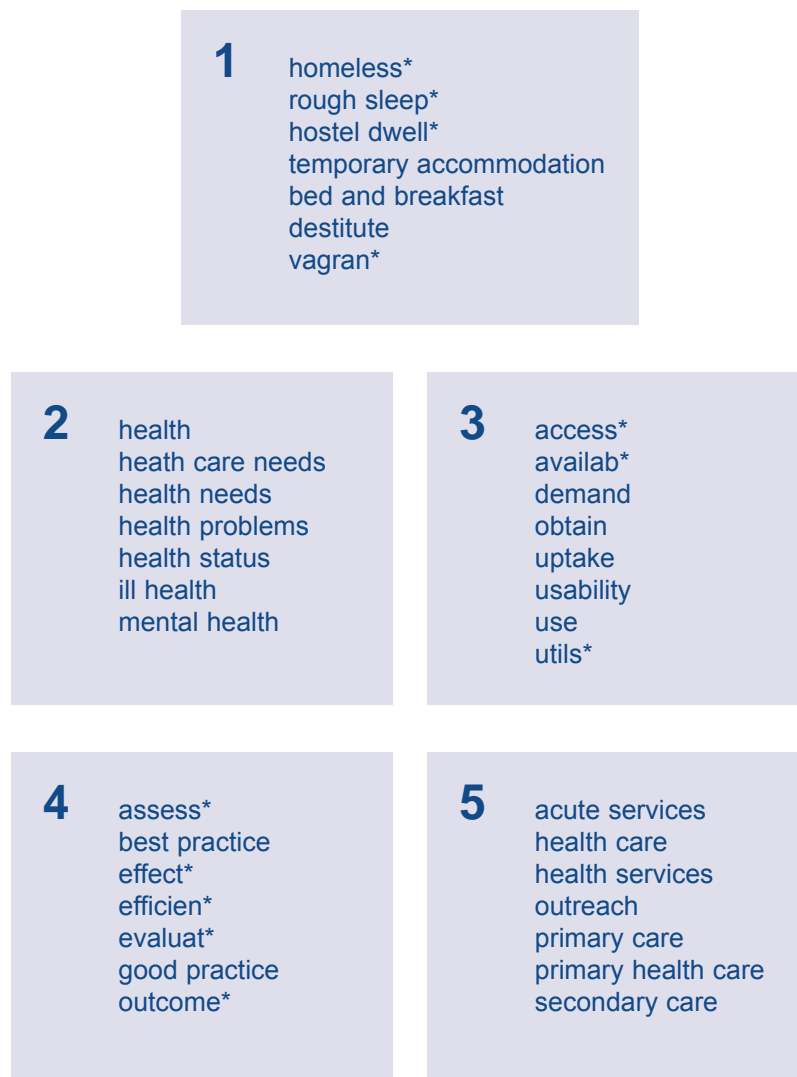 1
homeless*
rough sleep*
hostel dwell*
temporary accommodation
bed and breakfast
destitute
vagran*
2
health
heath care needs
health needs
health problems
health status
ill health
mental health
3
access*
availab*
demand
obtain
uptake
usability
use
utils*
4
assess*
best practice
effect*
efficien*
evaluat*
good practice
outcome*
5
acute services
health care
health services
outreach
primary care
primary health care
secondary care